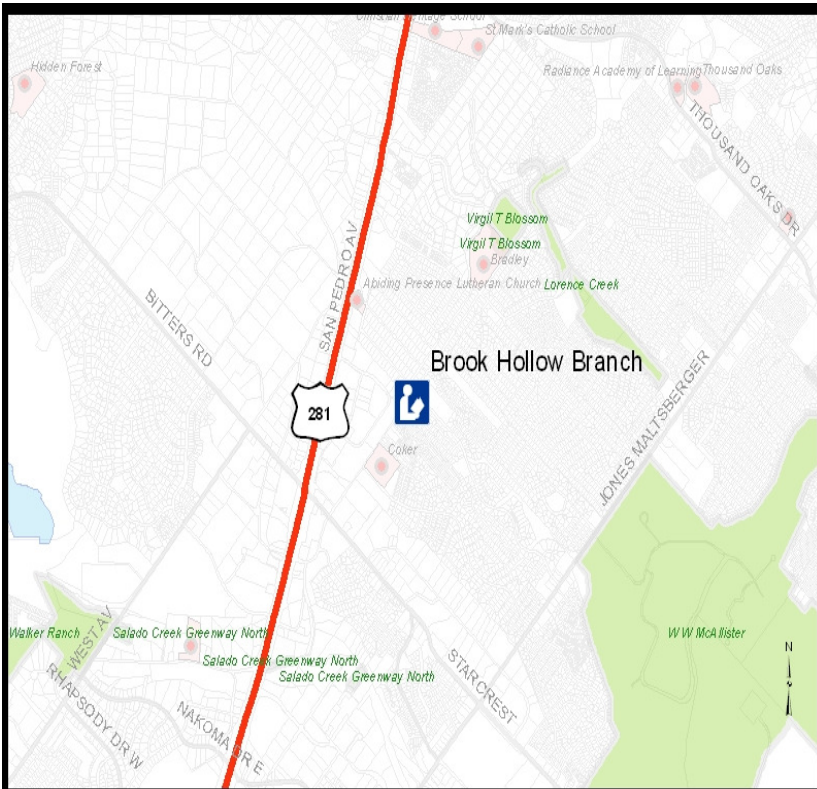 Christian Heritage School
St Mark's Catholic School
Hidden Forest
Radiance Academy of Learning
Thousand Oaks
THOUSAND OAKS DR
Virgil T Blossom
Virgil T Blossom
Bradley
Abiding Presence Lutheran Church
Lorence Creek
SAN PEDRO AV
BITTERS RD
Brook Hollow Branch
281
Coker
JONES MALTSBERGER
Walker Ranch
WEST AV
Salado Creek Greenway North
Salado Creek Greenway North
Salado Creek Greenway North
W W McAllister
N
STARCREST
RHAPSODY DR W
NAKOMA DR E